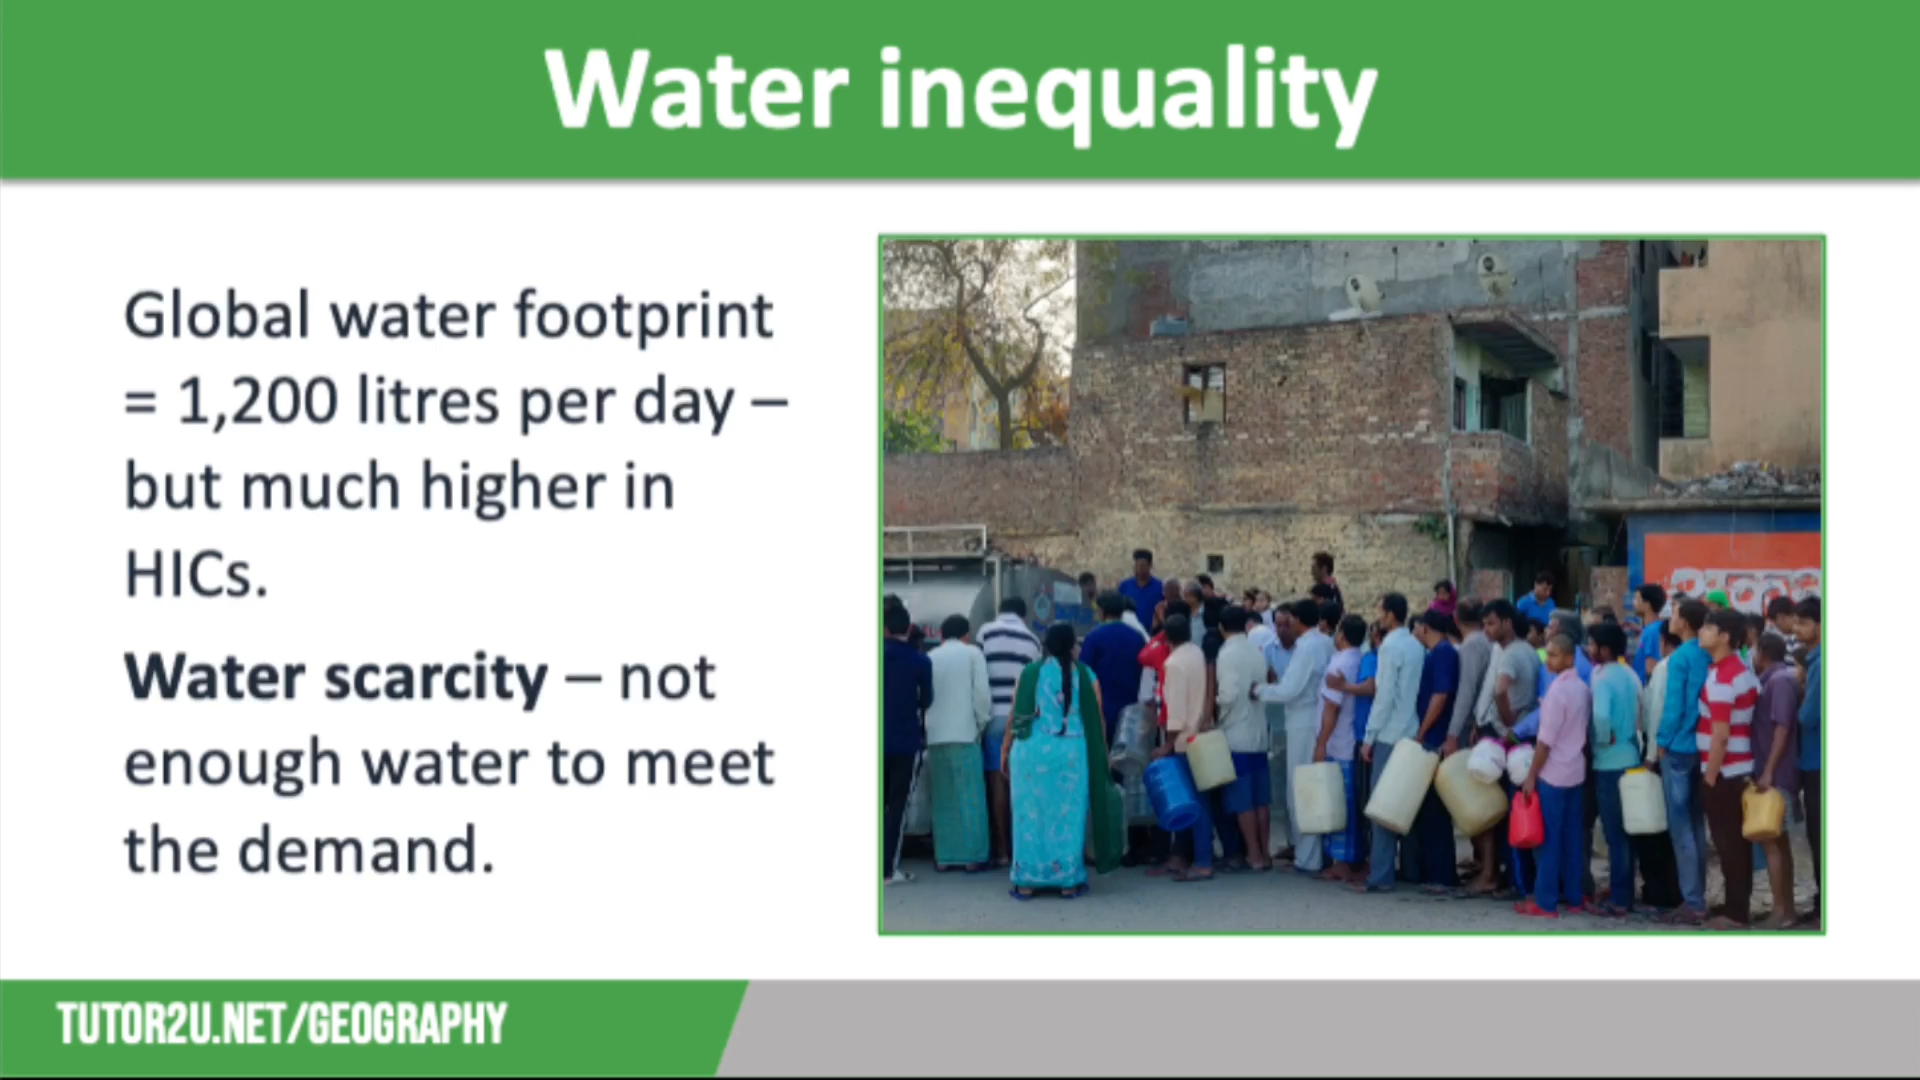 Water inequality
Global water footprint
= 1,200 litres per day –
but much higher in
HICs.
Water scarcity – not
enough water to meet
the demand.
TUTOR2U.NET/GEOGRAPHY